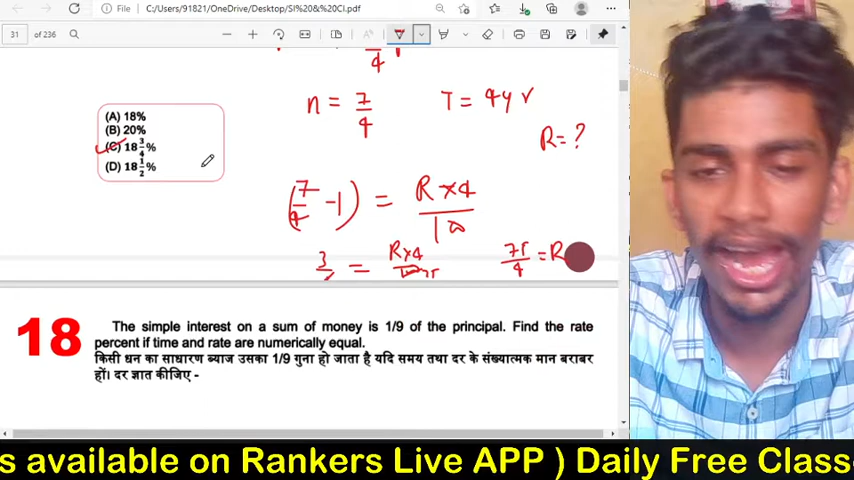 File
C:/Users/91821/OneDrive/Desktop/SI%20&%20CI.pdf
31 of 236
4
n = 7/4 T = 4yr
R = ?
(A) 18%
(B) 20%
(C) 18 3/4 %
(D) 18 1/2 %
(7/4 - 1) = R×4/100
3/4 = R×4/100 75/4 = R
18
The simple interest on a sum of money is 1/9 of the principal. Find the rate
percent if time and rate are numerically equal.
किसी धन का साधारण ब्याज उसका 1/9 गुना हो जाता है यदि समय तथा दर के संख्यात्मक मान बराबर
हों। दर ज्ञात कीजिए -
s available on Rankers Live APP ) Daily Free Classe